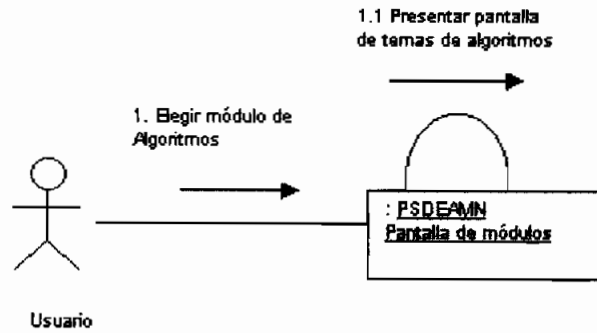 1.1 Presentar pantalla
de temas de algoritmos
1. Elegir módulo de
Algoritmos
: PSDEAMN
Pantalla de módulos
Usuario